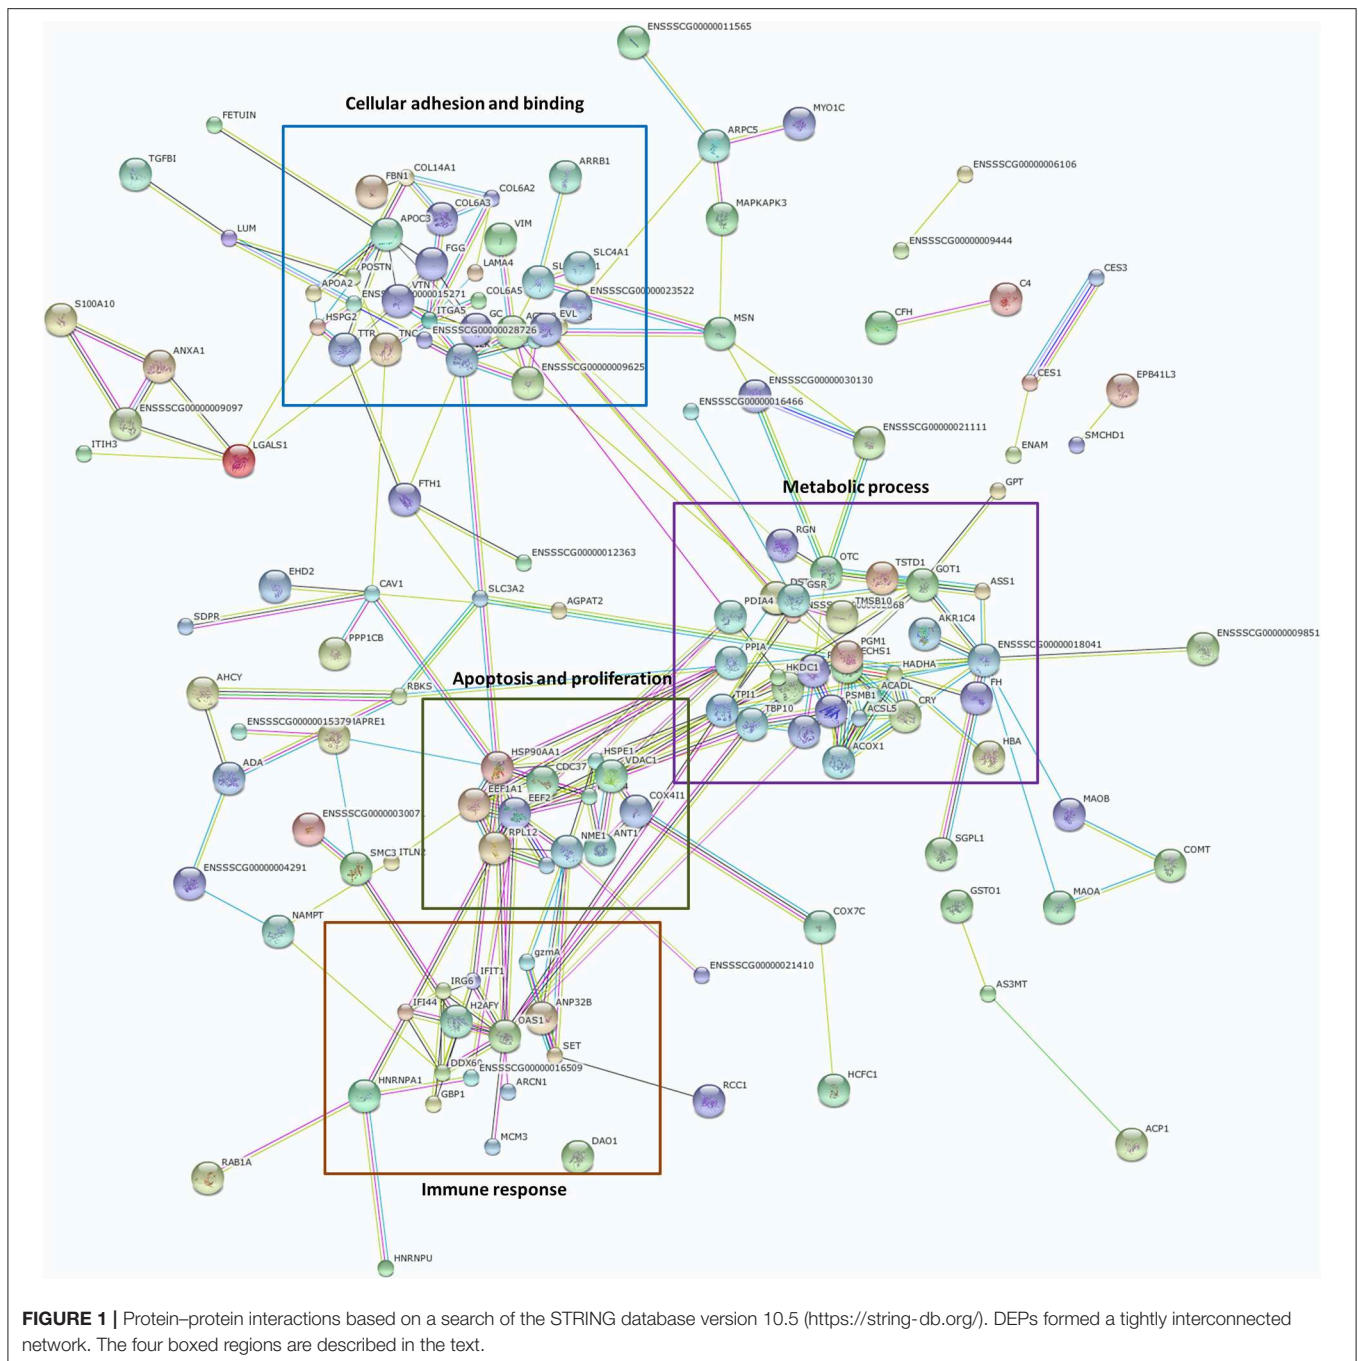 ENSSSCG00000011565
Cellular adhesion and binding
FETUIN
MYO1C
ARPC5
TGFBI
COL14A1
ARRB1
ENSSSCG00000006106
FBN1
COL6A2
COL6A3
MAPKAPK3
APOC3
VIM
LUM
ENSSSCG00000009444
FGG
SLC4A1
POSTN
LAMA4
CES3
APOA2
VTN
C4
COL6A5
ENSSSCG00000023522
S100A10
ITGA5
CFH
HSPG2
GC
EVL
MSN
TTR
TNC
ENSSSCG00000028726
ANXA1
ENSSSCG00000009625
CES1
EPB41L3
ENSSSCG00000030130
ENSSSCG00000016466
ENSSSCG00000009097
ENSSSCG00000021111
SMCHD1
ITIH3
LGALS1
ENAM
FTH1
Metabolic process
GPT
RGN
ENSSSCG00000012363
OTC
TSTD1
GOT1
EHD2
CAV1
GSR
ASS1
SLC3A2
PDIA4
TMSB10
AGPAT2
SDPR
AKR1C4
ENSSSCG00000009851
PPP1CB
PGM1
ENSSSCG00000018041
PPIA
ECHS1
HKDC1
HADHA
Apoptosis and proliferation
AHCY
RBKS
ACADL
FH
TPI1
PSMB1
CRY
TBP10
ACSL5
ENSSSCG00000015379
MAPRE1
HBA
ACOX1
HSP90AA1
HSPE1
ADA
CDC37
VDAC1
EEF1A1
COX4I1
MAOB
EEF2
RPL12
NME1
ANT1
SGPL1
SMC3
ITLN2
COMT
ENSSSCG00000004291
MAOA
GSTO1
NAMPT
COX7C
gzmA
ENSSSCG00000021410
IRG6
IFIT1
AS3MT
IFI44
H2AFY
ANP32B
OAS1
SET
ENSSSCG00000016509
HNRNPA1
ARCN1
HCFC1
GBP1
RCC1
MCM3
DAO1
ACP1
RAB1A
Immune response
HNRNPU
FIGURE 1 | Protein–protein interactions based on a search of the STRING database version 10.5 (https://string-db.org/). DEPs formed a tightly interconnected
network. The four boxed regions are described in the text.